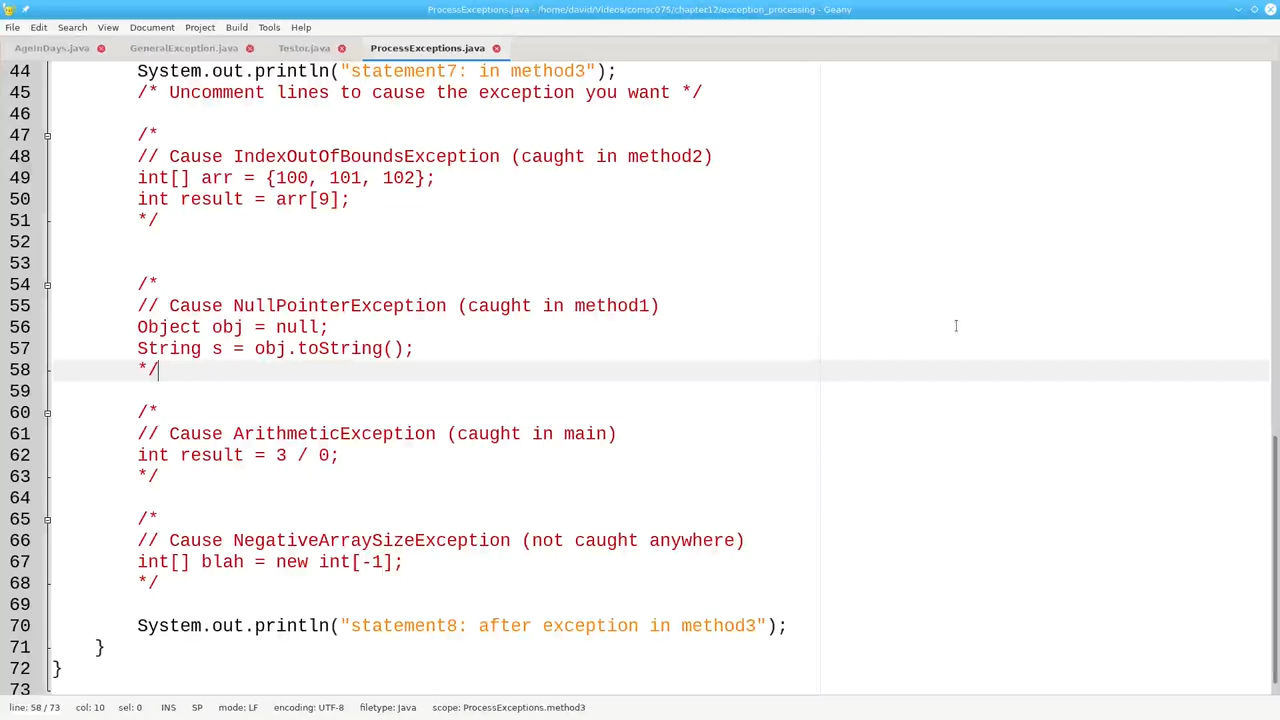 ProcessExceptions.java - /home/david/Videos/comsc075/chapter12/exception_processing - Geany
File Edit Search View Document Project Build Tools Help
AgeInDays.java GeneralException.java Testor.java ProcessExceptions.java
44 System.out.println("statement7: in method3");
45 /* Uncomment lines to cause the exception you want */
46
47 /*
48 // Cause IndexOutOfBoundsException (caught in method2)
49 int[] arr = {100, 101, 102};
50 int result = arr[9];
51 */
52
53
54 /*
55 // Cause NullPointerException (caught in method1)
56 Object obj = null;
57 String s = obj.toString();
58 */
59
60 /*
61 // Cause ArithmeticException (caught in main)
62 int result = 3 / 0;
63 */
64
65 /*
66 // Cause NegativeArraySizeException (not caught anywhere)
67 int[] blah = new int[-1];
68 */
69
70 System.out.println("statement8: after exception in method3");
71 }
72 }
73
line: 58 / 73 col: 10 sel: 0 INS SP mode: LF encoding: UTF-8 filetype: Java scope: ProcessExceptions.method3